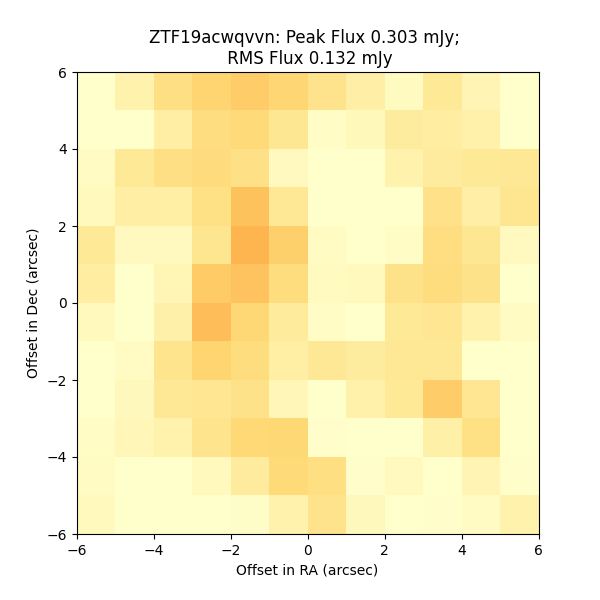 ZTF19acwqvvn: Peak Flux 0.303 mJy;
RMS Flux 0.132 mJy
6
4
2
0
−2
−4
−6
Offset in Dec (arcsec)
−6 −4 −2 0 2 4 6
Offset in RA (arcsec)